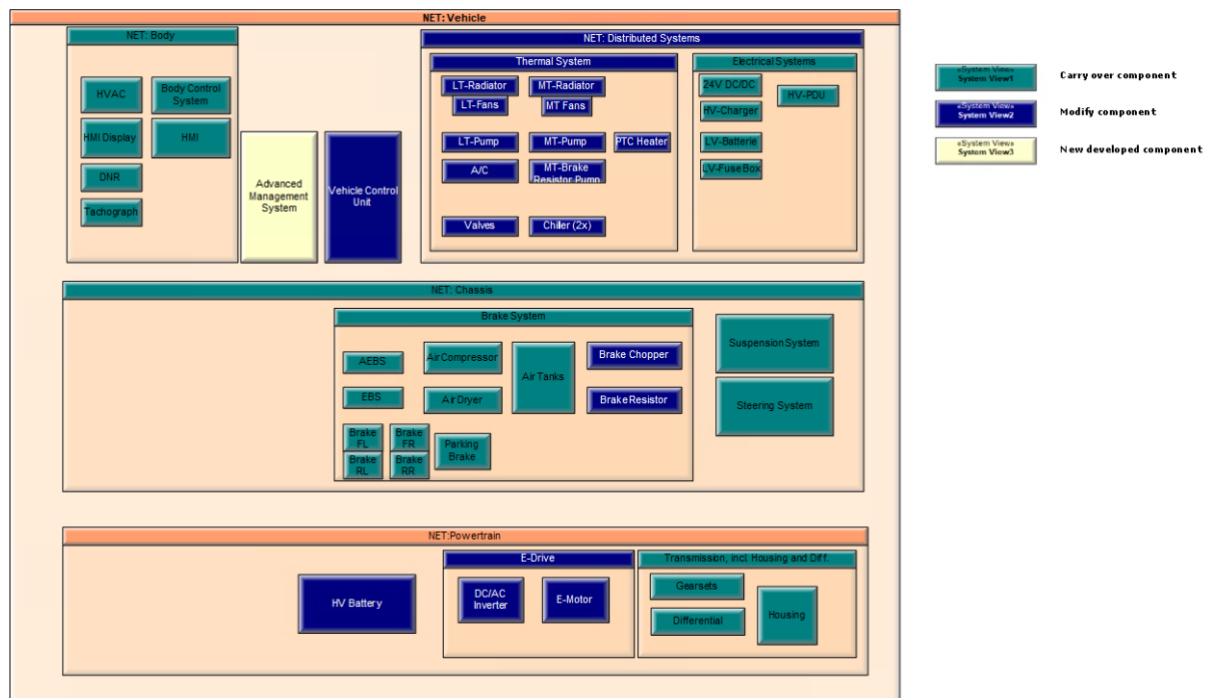 NET: Vehicle
NET: Body
HVAC
Body Control
System
HMI Display
HMI
DNR
Tachograph
Advanced
Management
System
Vehicle Control
Unit
NET: Distributed Systems
Thermal System
LT-Radiator
MT-Radiator
LT-Fans
MT Fans
LT-Pump
MT-Pump
PTC Heater
A/C
MT-Brake
Resistor Pump
Valves
Chiller (2x)
Electrical Systems
24V DC/DC
HV-PDU
HV-Charger
LV-Batterie
LV-FuseBox
«System View»
System View1
Carry over component
«System View»
System View2
Modify component
«System View»
System View3
New developed component
NET: Chassis
Brake System
AEBS
Air Compressor
Air Tanks
Brake Chopper
EBS
Air Dryer
Brake Resistor
Brake
FL
Brake
FR
Parking
Brake
Brake
RL
Brake
RR
Suspension System
Steering System
NET:Powertrain
HV Battery
E-Drive
DC/AC
Inverter
E-Motor
Transmission, incl. Housing and Diff.
Gearsets
Differential
Housing